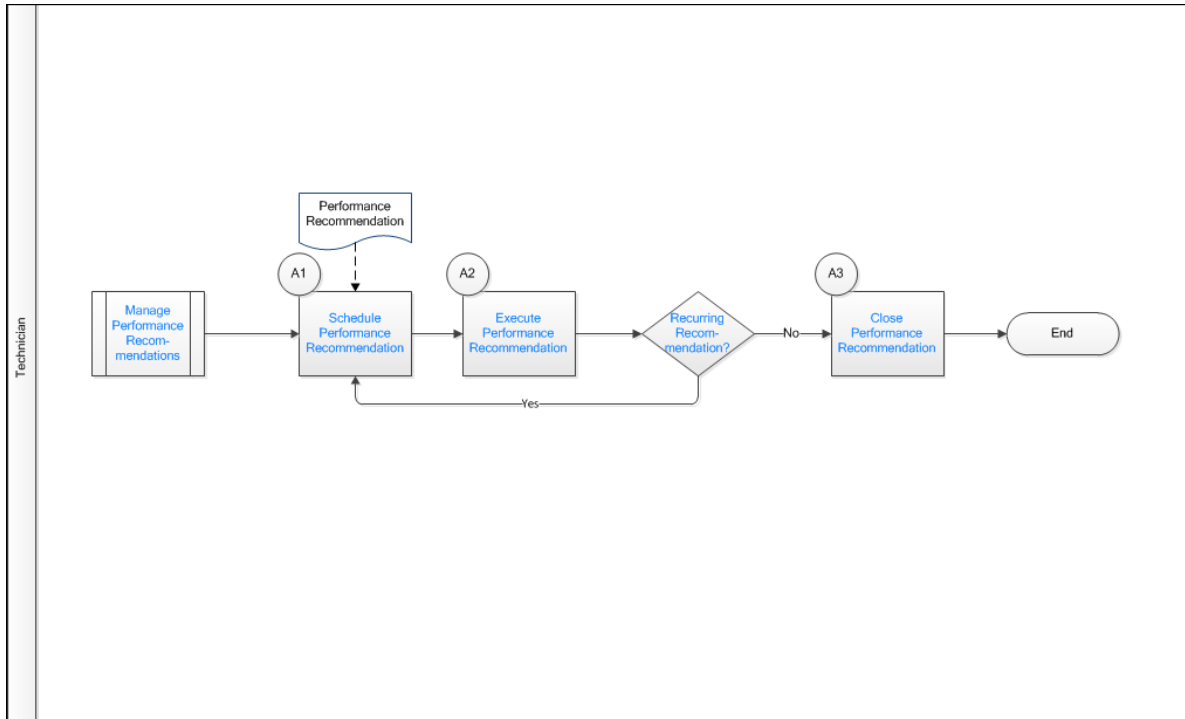 Technician
Performance
Recommendation
A1
A2
A3
Manage
Performance
Recom-
mendations
Schedule
Performance
Recommendation
Execute
Performance
Recommendation
Recurring
Recom-
mendation?
No
Close
Performance
Recommendation
End
Yes